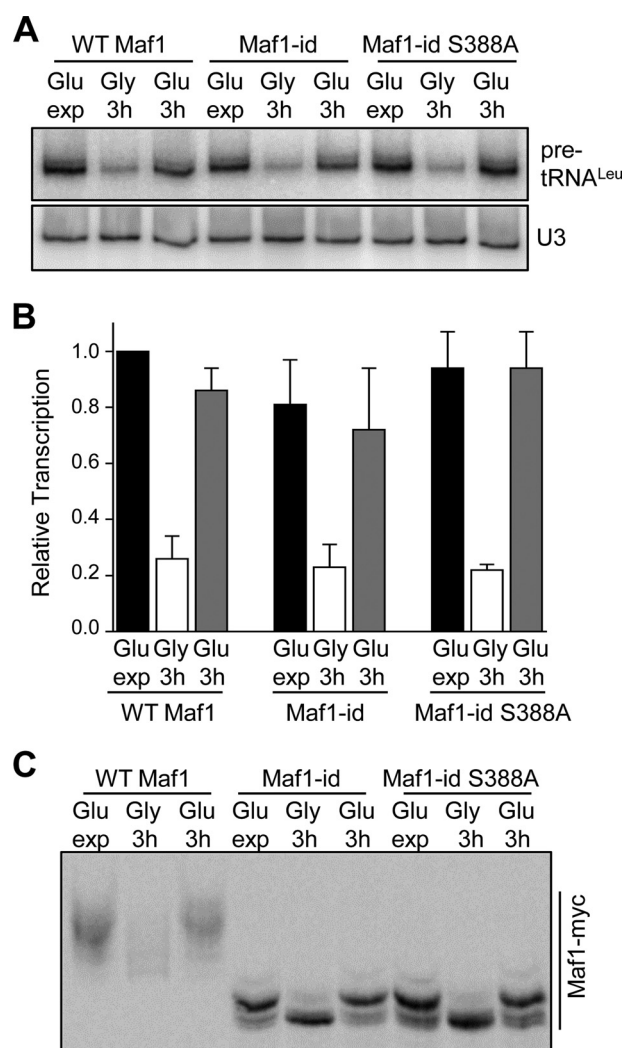 A
WT Maf1 Maf1-id Maf1-id S388A
Glu Gly Glu Glu Gly Glu Glu Gly Glu
exp 3h 3h exp 3h 3h exp 3h 3h
pre-
tRNALeu
U3
B
Relative Transcription
1.0
0.8
0.6
0.4
0.2
0.0
Glu Gly Glu Glu Gly Glu Glu Gly Glu
exp 3h 3h exp 3h 3h exp 3h 3h
WT Maf1 Maf1-id Maf1-id S388A
C
WT Maf1 Maf1-id Maf1-id S388A
Glu Gly Glu Glu Gly Glu Glu Gly Glu
exp 3h 3h exp 3h 3h exp 3h 3h
Maf1-myc